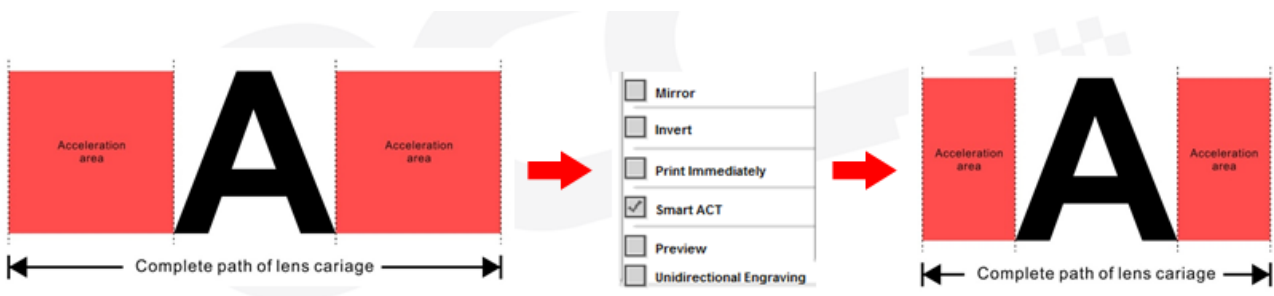 Acceleration
area
A
Acceleration
area
Complete path of lens cariage
Mirror
Invert
Print Immediately
Smart ACT
Preview
Unidirectional Engraving
Acceleration
area
A
Acceleration
area
Complete path of lens cariage